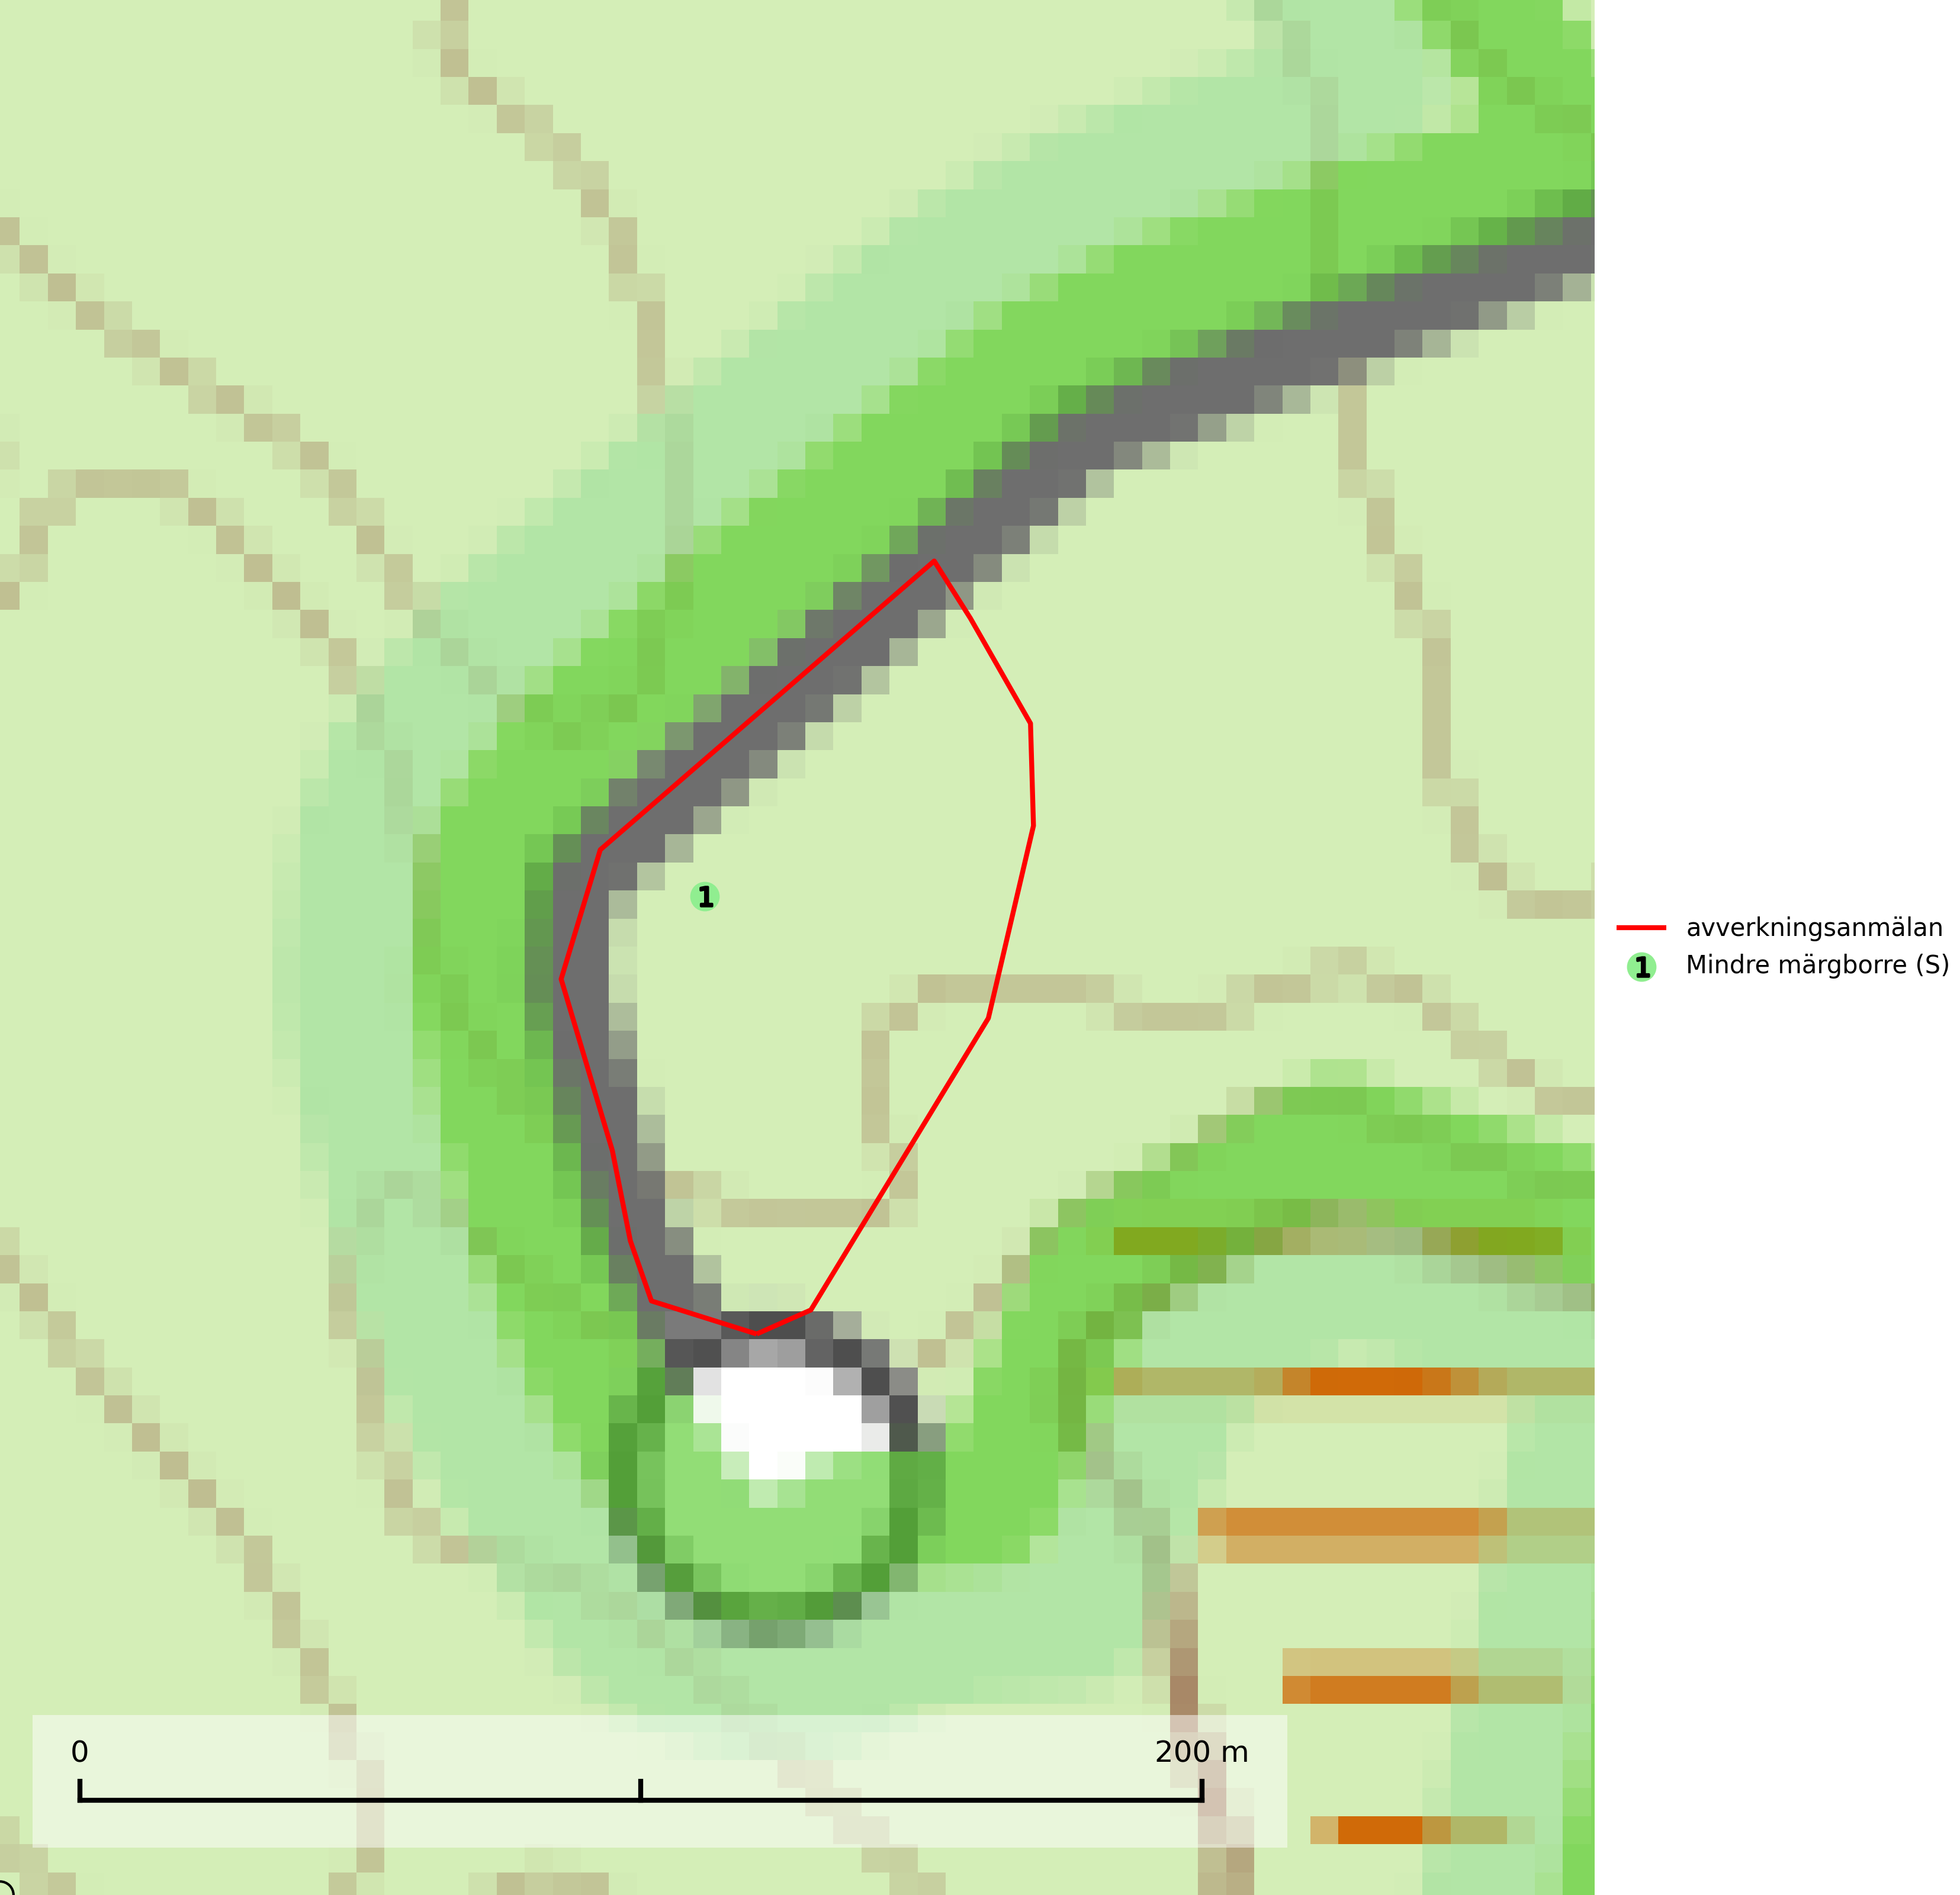 1
avverkningsanmälan
1 Mindre märgborre (S)
0 200 m